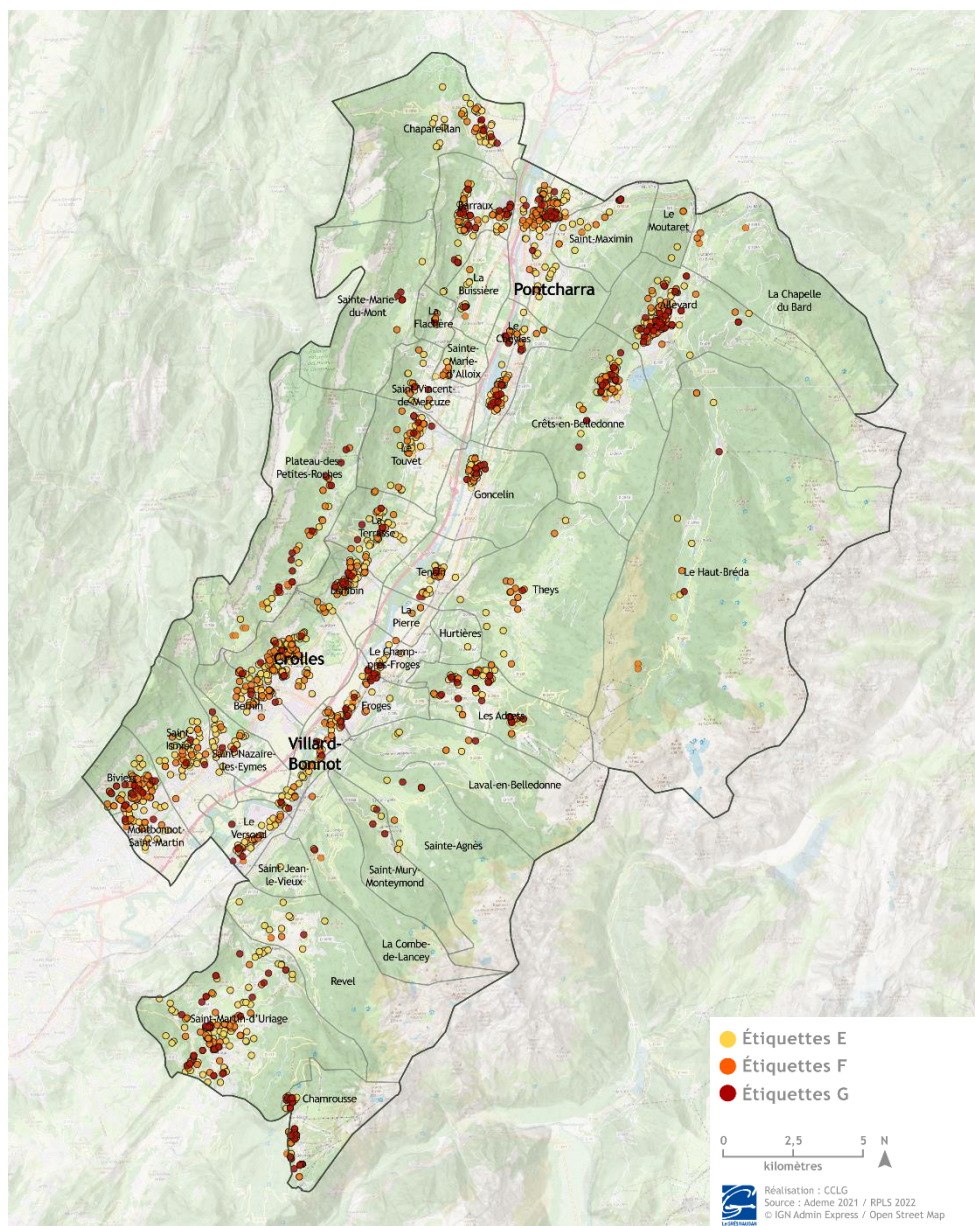 Chapareillan
Barraux
Le
Moutaret
Saint-Maximin
La
Buissière
Pontcharra
La Chapelle
du Bard
Sainte-Marie-
du-Mont
Allevard
La
Flachère
Le
Cheylas
Sainte-
Marie-
d'Alloix
Saint-Vincent-
de-Mercuze
Crêts-en-Belledonne
Le
Touvet
Plateau-des-
Petites-Roches
Goncelin
La
Terrasse
Tencin
Le Haut-Bréda
Lumbin
Theys
La
Pierre
Hurtières
Crolles
Le Champ-
près-Froges
Bernin
Froges
Les Adrets
Saint-
Ismier
Villard-
Bonnot
Saint-Nazaire-
les-Eymes
Biviers
Laval-en-Belledonne
Le
Versoud
Montbonnot-
Saint-Martin
Sainte-Agnès
Saint-Jean-
le-Vieux
Saint-Mury-
Monteymond
La Combe-
de-Lancey
Revel
Saint-Martin-d'Uriage
Chamrousse
Étiquettes E
Étiquettes F
Étiquettes G
0 2,5 5 N
kilomètres
Réalisation : CCLG
Source : Ademe 2021 / RPLS 2022
© IGN Admin Express / Open Street Map
Le GRÉSIVAUDAN